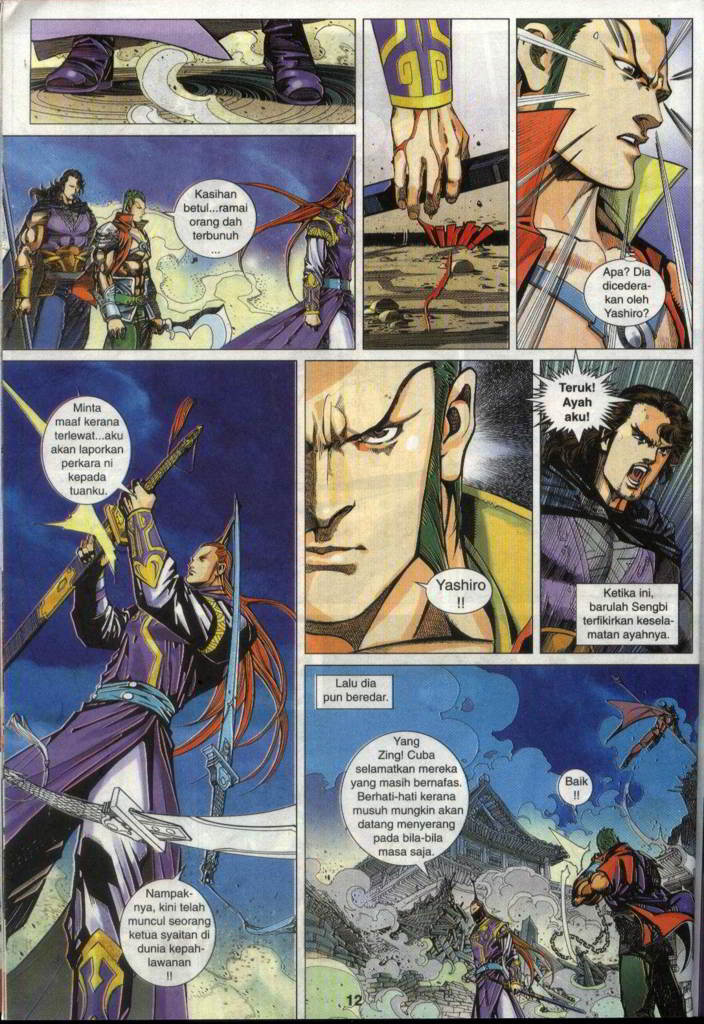 Kasihan
betul...ramai
orang dah
terbunuh
...
Apa? Dia
dicedera-
kan oleh
Yashiro?
Minta
maaf kerana
terlewat...aku
akan laporkan
perkara ni
kepada
tuanku.
Nampak-
nya, kini telah
muncul seorang
ketua syaitan di
dunia kepah-
lawanan
!!
Yashiro
!!
Teruk!
Ayah
aku!
Ketika ini,
barulah Sengbi
terfikirkan kesela-
matan ayahnya.
Lalu dia
pun beredar.
Yang
Zing! Cuba
selamatkan mereka
yang masih bernafas.
Berhati-hati kerana
musuh mungkin akan
datang menyerang
pada bila-bila
masa saja.
Baik
!!
12